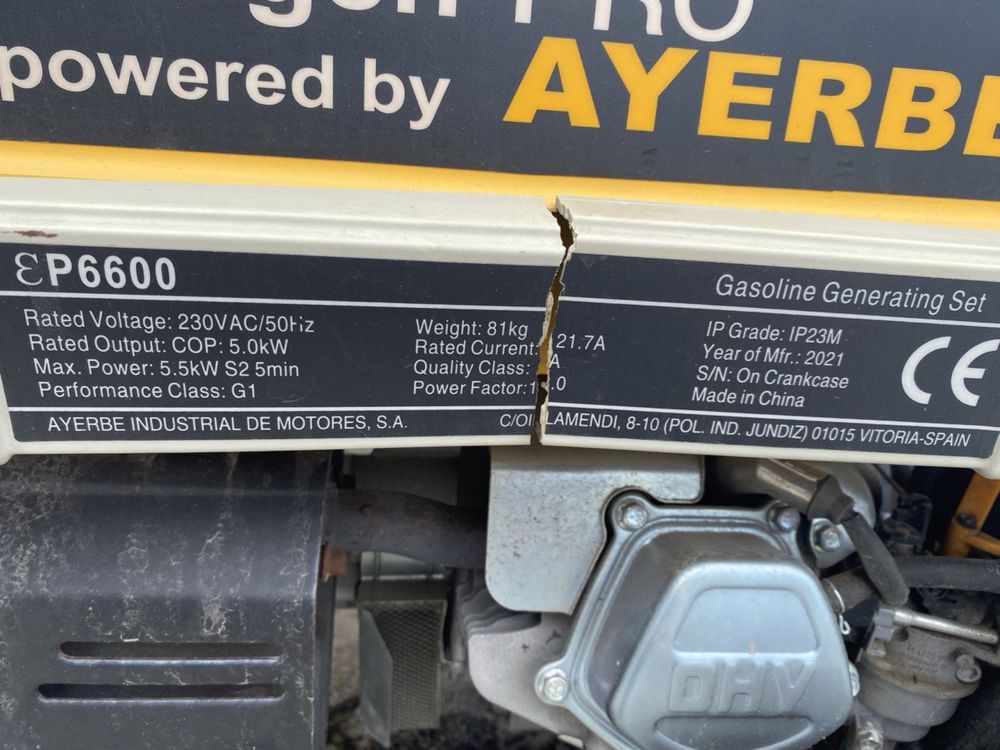 PRO
powered by AYERBE
εP6600
Gasoline Generating Set
Rated Voltage: 230VAC/50Hz
Rated Output: COP: 5.0kW
Max. Power: 5.5kW S2 5min
Performance Class: G1
Weight: 81kg
Rated Current: 21.7A
Quality Class: A
Power Factor: 1.0
IP Grade: IP23M
Year of Mfr.: 2021
S/N: On Crankcase
Made in China
CE
AYERBE INDUSTRIAL DE MOTORES, S.A.
LAMENDI, 8-10 (POL. IND. JUNDIZ) 01015 VITORIA-SPAIN
OHV